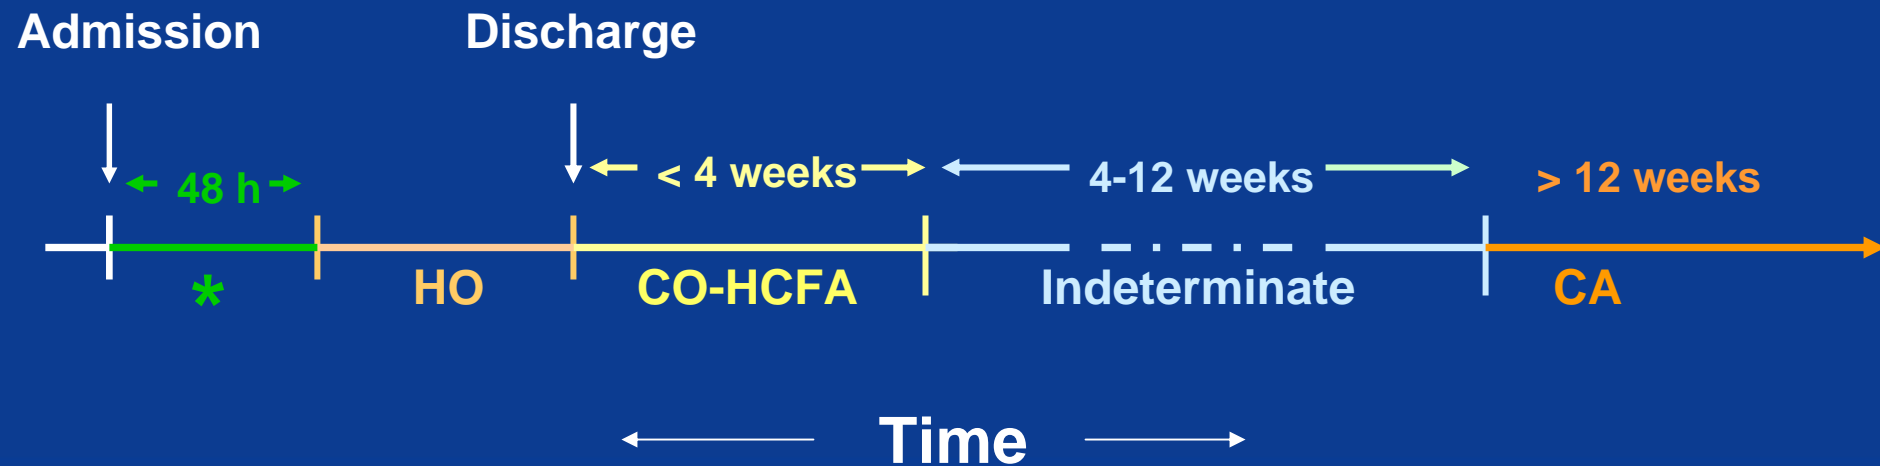 Admission
Discharge
48 h
< 4 weeks
4-12 weeks
> 12 weeks
*
HO
CO-HCFA
Indeterminate
CA
Time